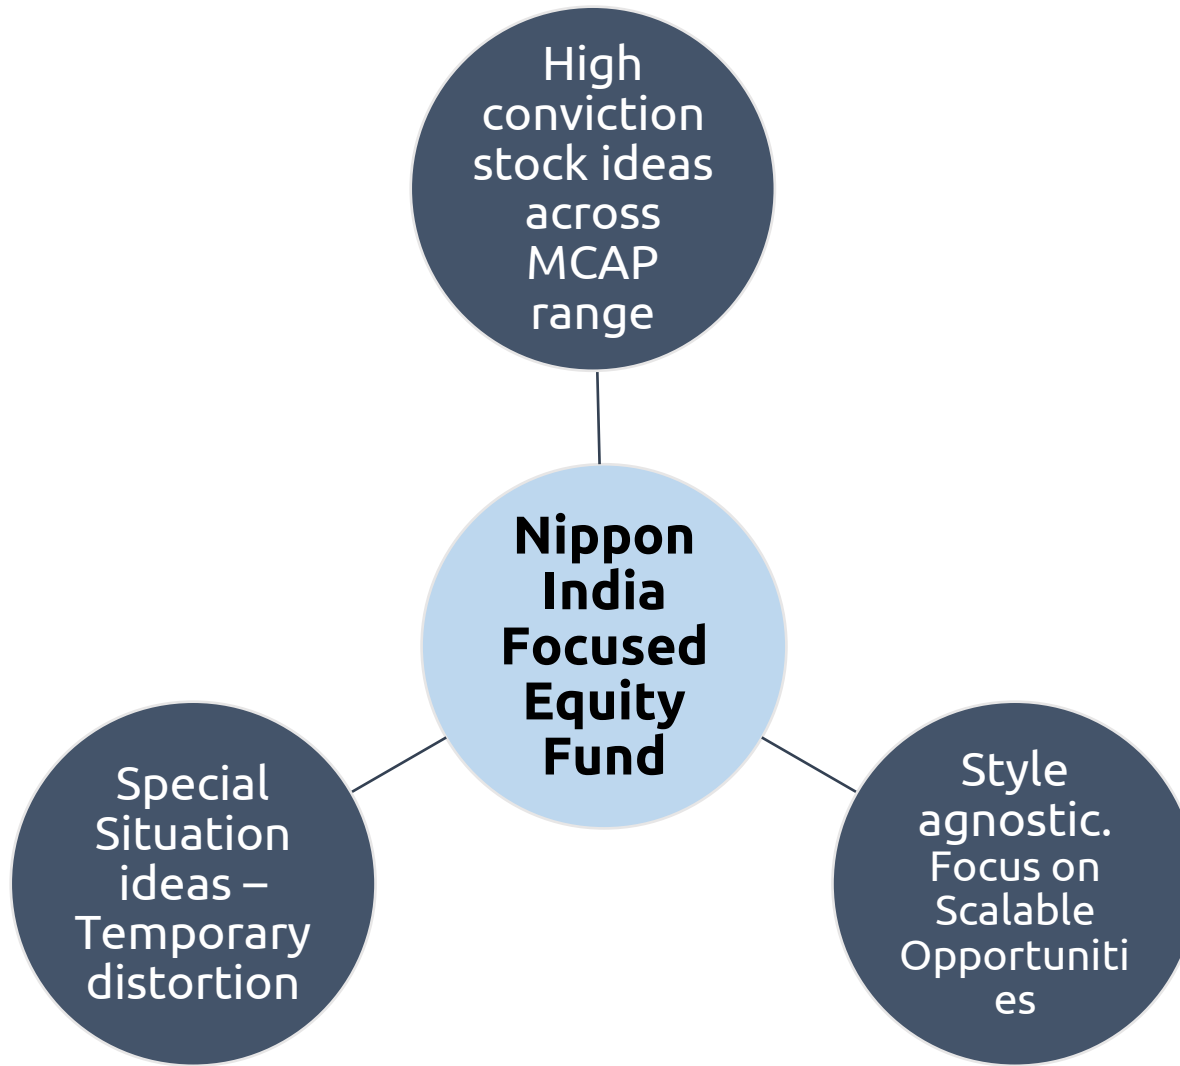 High
conviction
stock ideas
across
MCAP
range
Nippon
India
Focused
Equity
Fund
Special
Situation
ideas –
Temporary
distortion
Style
agnostic.
Focus on
Scalable
Opportuniti
es